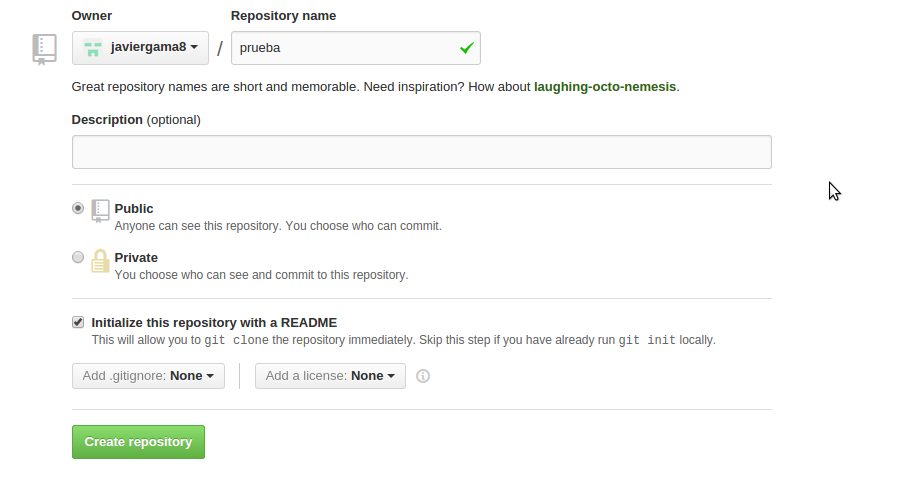 Owner
Repository name
javiergama8
/
prueba
Great repository names are short and memorable. Need inspiration? How about laughing-octo-nemesis.
Description (optional)
Public
Anyone can see this repository. You choose who can commit.
Private
You choose who can see and commit to this repository.
Initialize this repository with a README
This will allow you to git clone the repository immediately. Skip this step if you have already run git init locally.
Add .gitignore: None
Add a license: None
Create repository